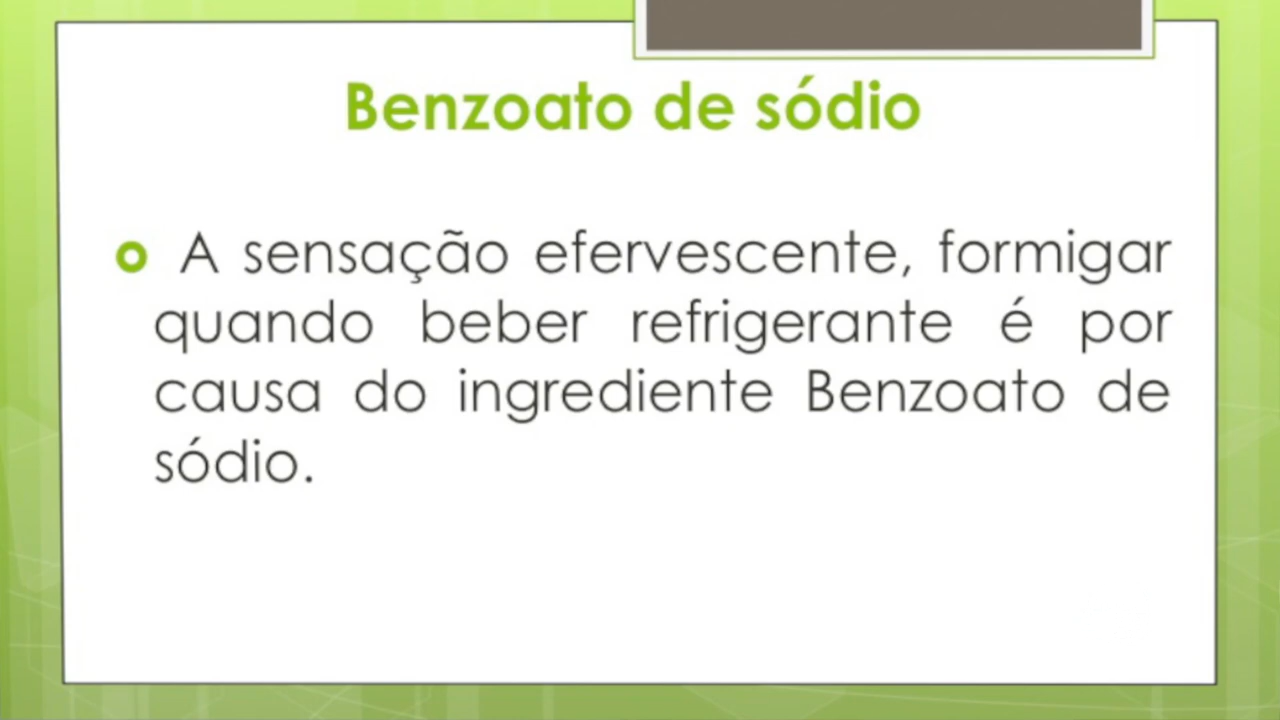 Benzoato de sódio
A sensação efervescente, formigar
quando beber refrigerante é por
causa do ingrediente Benzoato de
sódio.